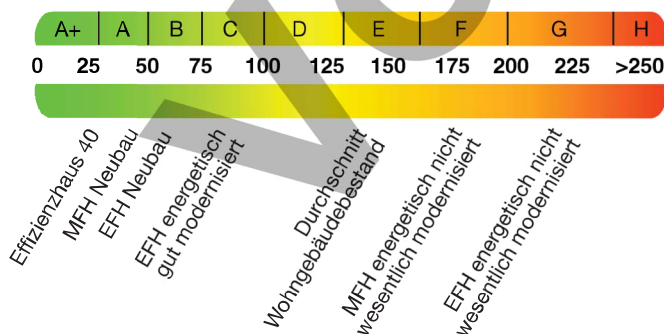 A+ A B C D E F G H
0 25 50 75 100 125 150 175 200 225 >250
Effizienzhaus 40
MFH Neubau
EFH Neubau
EFH energetisch
gut modernisiert
Durchschnitt
Wohngebäudebestand
MFH energetisch nicht
wesentlich modernisiert
EFH energetisch nicht
wesentlich modernisiert